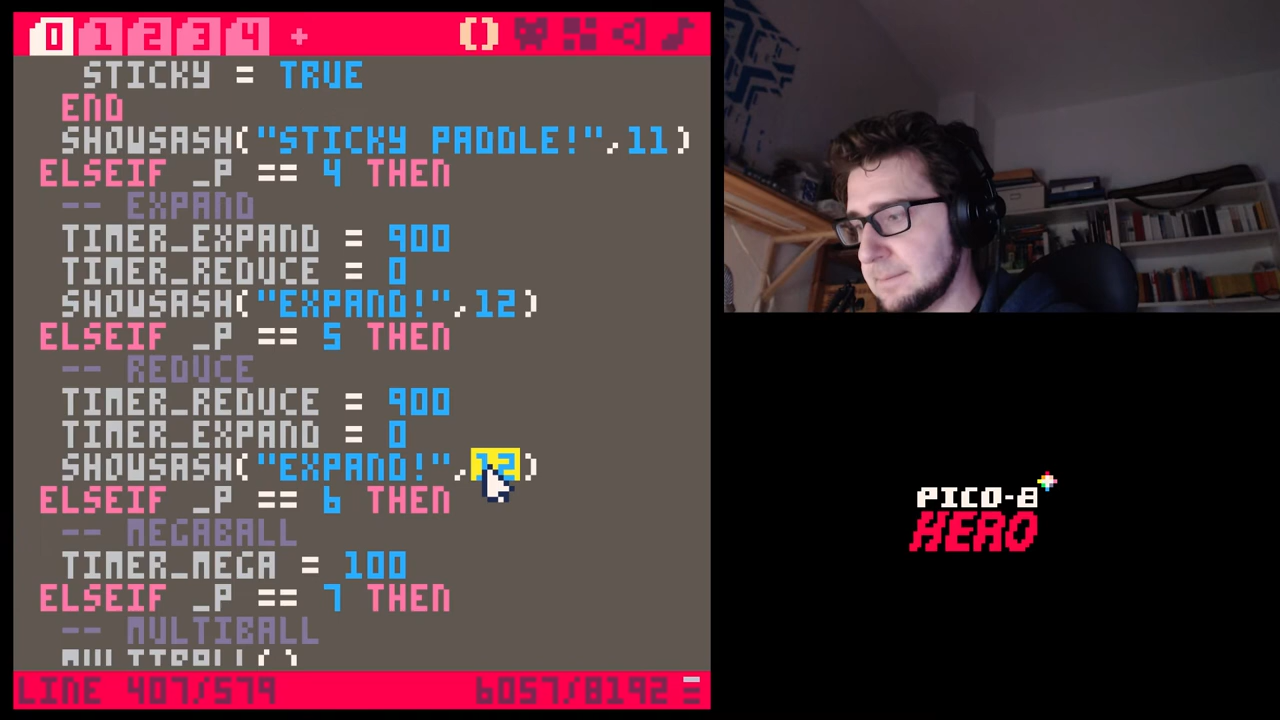 0 1 2 3 4 +
STICKY = TRUE
END
SHOWSASH("STICKY PADDLE!",11)
ELSEIF _P == 4 THEN
-- EXPAND
TIMER_EXPAND = 900
TIMER_REDUCE = 0
SHOWSASH("EXPAND!",12)
ELSEIF _P == 5 THEN
-- REDUCE
TIMER_REDUCE = 900
TIMER_EXPAND = 0
SHOWSASH("EXPAND!",12)
ELSEIF _P == 6 THEN
-- MEGABALL
TIMER_MEGA = 100
ELSEIF _P == 7 THEN
-- MULTIBALL
MULTIBALL()
LINE 407/579 6057/8192
PICO-8
HERO